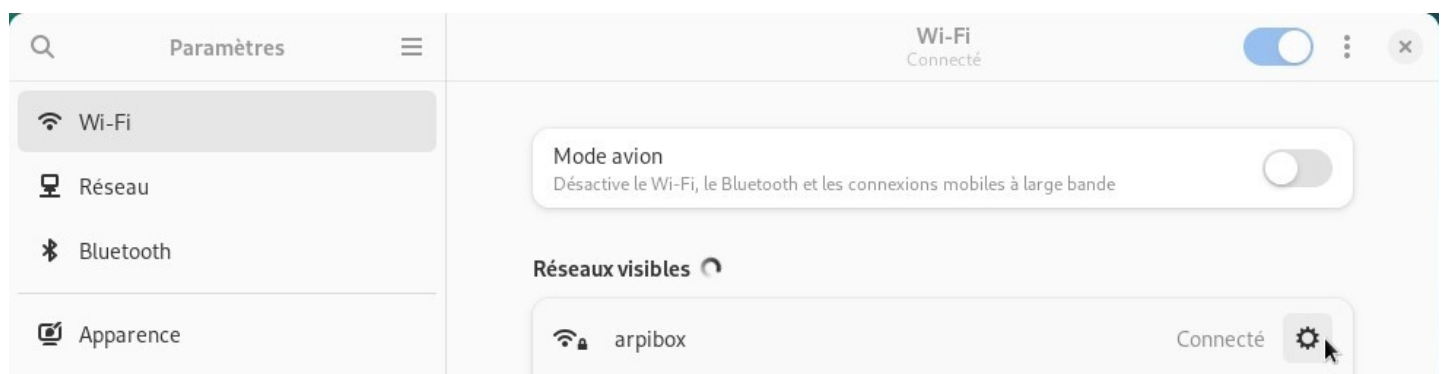 Paramètres
Wi-Fi
Connecté
Wi-Fi
Réseau
Bluetooth
Apparence
Mode avion
Désactive le Wi-Fi, le Bluetooth et les connexions mobiles à large bande
Réseaux visibles
arpibox
Connecté